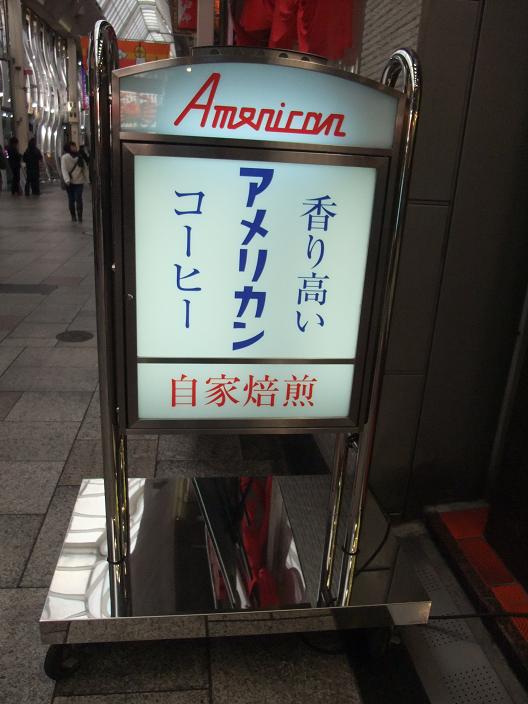 American
香り高い
アメリカン
コーヒー
自家焙煎